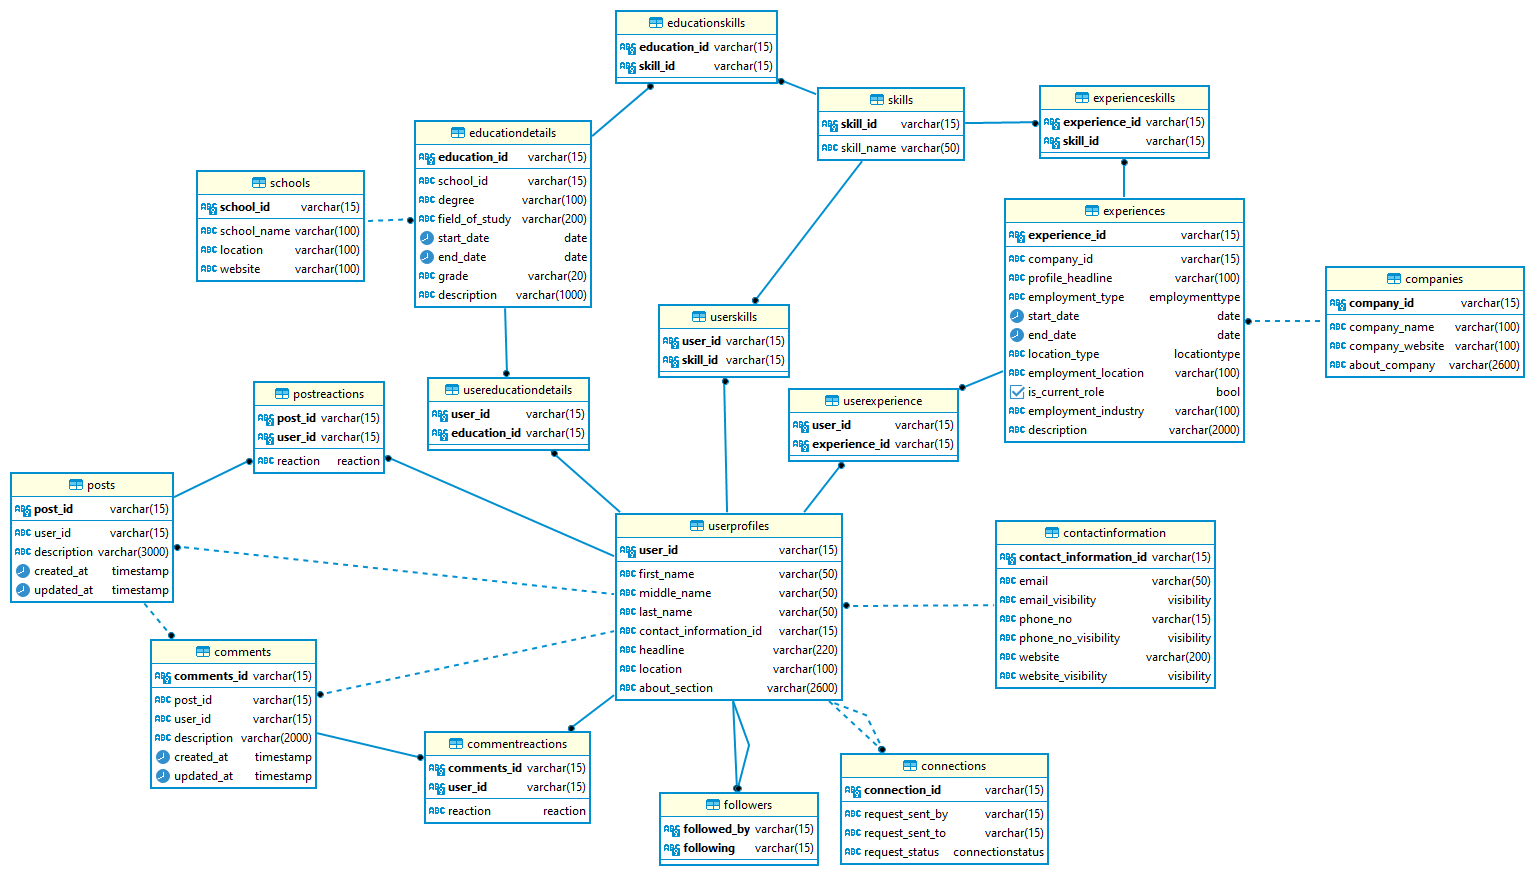 educationskills
education_id varchar(15)
skill_id varchar(15)
skills
skill_id varchar(15)
skill_name varchar(50)
experienceskills
experience_id varchar(15)
skill_id varchar(15)
educationdetails
education_id varchar(15)
school_id varchar(15)
degree varchar(100)
field_of_study varchar(200)
start_date date
end_date date
grade varchar(20)
description varchar(1000)
schools
school_id varchar(15)
school_name varchar(100)
location varchar(100)
website varchar(100)
experiences
experience_id varchar(15)
company_id varchar(15)
profile_headline varchar(100)
employment_type employmenttype
start_date date
end_date date
location_type locationtype
employment_location varchar(100)
is_current_role bool
employment_industry varchar(100)
description varchar(2000)
companies
company_id varchar(15)
company_name varchar(100)
company_website varchar(100)
about_company varchar(2600)
userskills
user_id varchar(15)
skill_id varchar(15)
usereducationdetails
user_id varchar(15)
education_id varchar(15)
userexperience
user_id varchar(15)
experience_id varchar(15)
postreactions
post_id varchar(15)
user_id varchar(15)
reaction reaction
posts
post_id varchar(15)
user_id varchar(15)
description varchar(3000)
created_at timestamp
updated_at timestamp
userprofiles
user_id varchar(15)
first_name varchar(50)
middle_name varchar(50)
last_name varchar(50)
contact_information_id varchar(15)
headline varchar(220)
location varchar(100)
about_section varchar(2600)
contactinformation
contact_information_id varchar(15)
email varchar(50)
email_visibility visibility
phone_no varchar(15)
phone_no_visibility visibility
website varchar(200)
website_visibility visibility
comments
comments_id varchar(15)
post_id varchar(15)
user_id varchar(15)
description varchar(2000)
created_at timestamp
updated_at timestamp
commentreactions
comments_id varchar(15)
user_id varchar(15)
reaction reaction
followers
followed_by varchar(15)
following varchar(15)
connections
connection_id varchar(15)
request_sent_by varchar(15)
request_sent_to varchar(15)
request_status connectionstatus